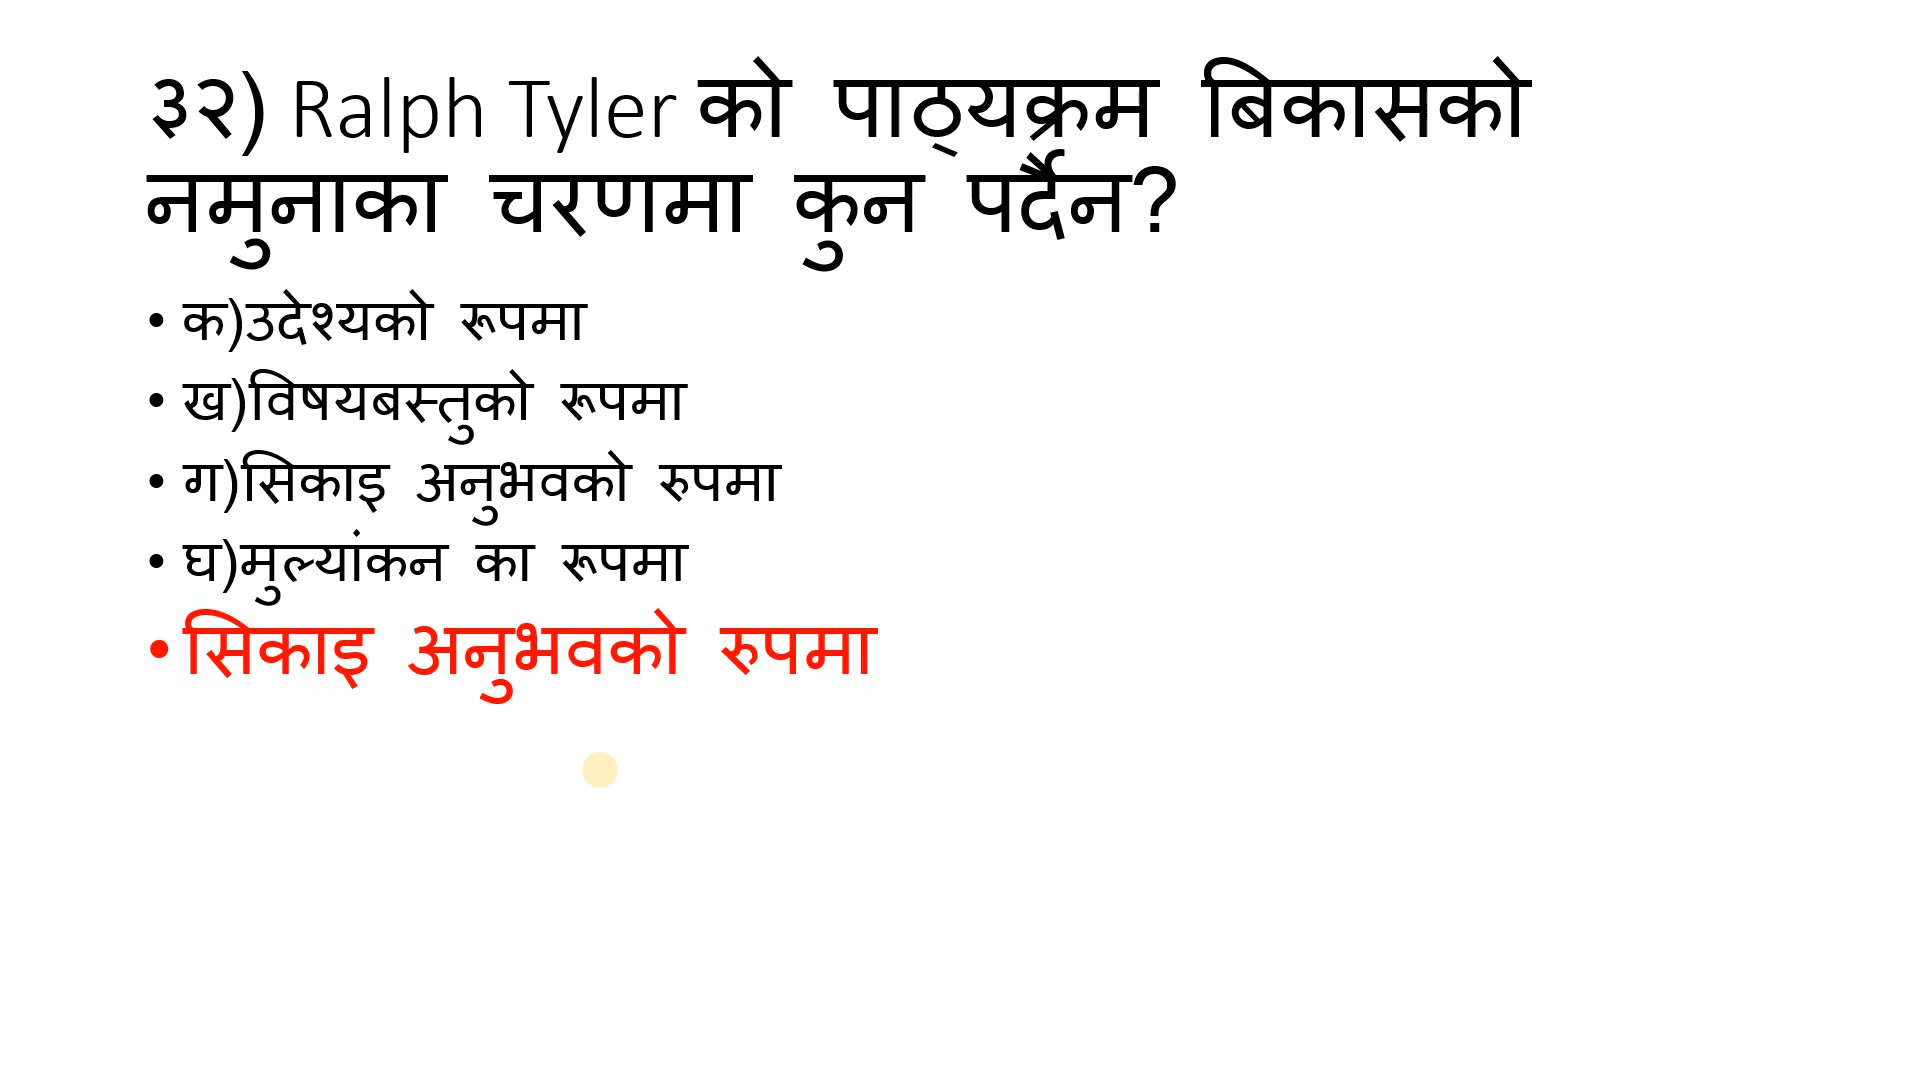 ३२) Ralph Tyler को पाठ्यक्रम बिकासको
नमुनाका चरणमा कुन पर्दैन?
• क)उदेश्यको रूपमा
• ख)विषयबस्तुको रूपमा
• ग)सिकाइ अनुभवको रुपमा
• घ)मुल्यांकन का रूपमा
• सिकाइ अनुभवको रुपमा